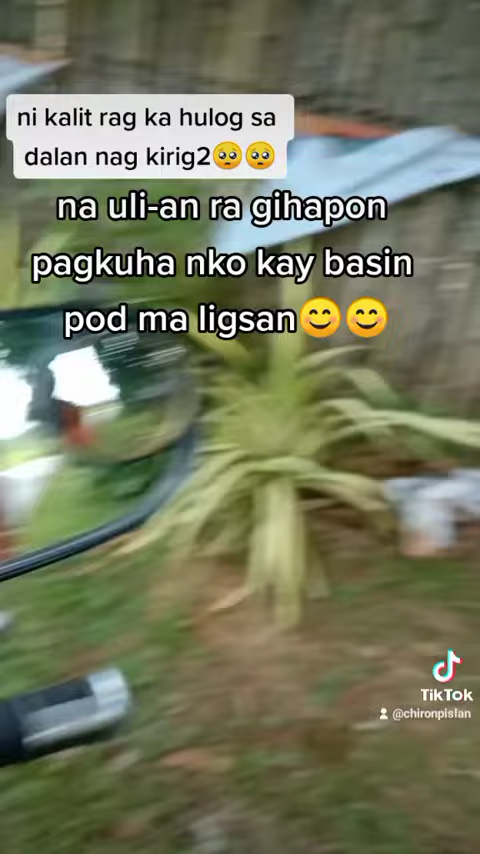 ni kalit rag ka hulog sa
dalan nag kirig2🥺🥺
na uli-an ra gihapon
pagkuha nko kay basin
pod ma ligsan😊😊
TikTok
@chironpislan